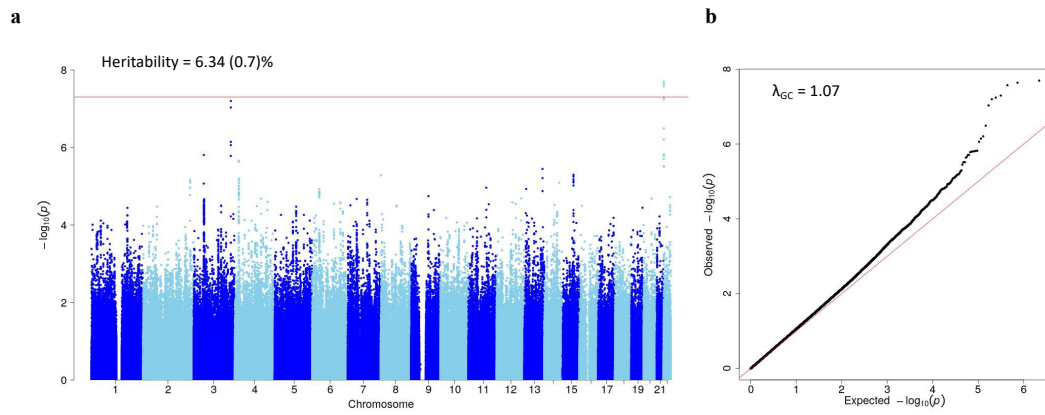 a
Heritability = 6.34 (0.7)%
8
6
4
2
0
−log10(p)
1 2 3 4 5 6 7 8 9 10 11 12 13 15 17 19 21
Chromosome
b
λGC = 1.07
8
6
4
2
0
Observed −log10(p)
0 1 2 3 4 5 6
Expected −log10(p)